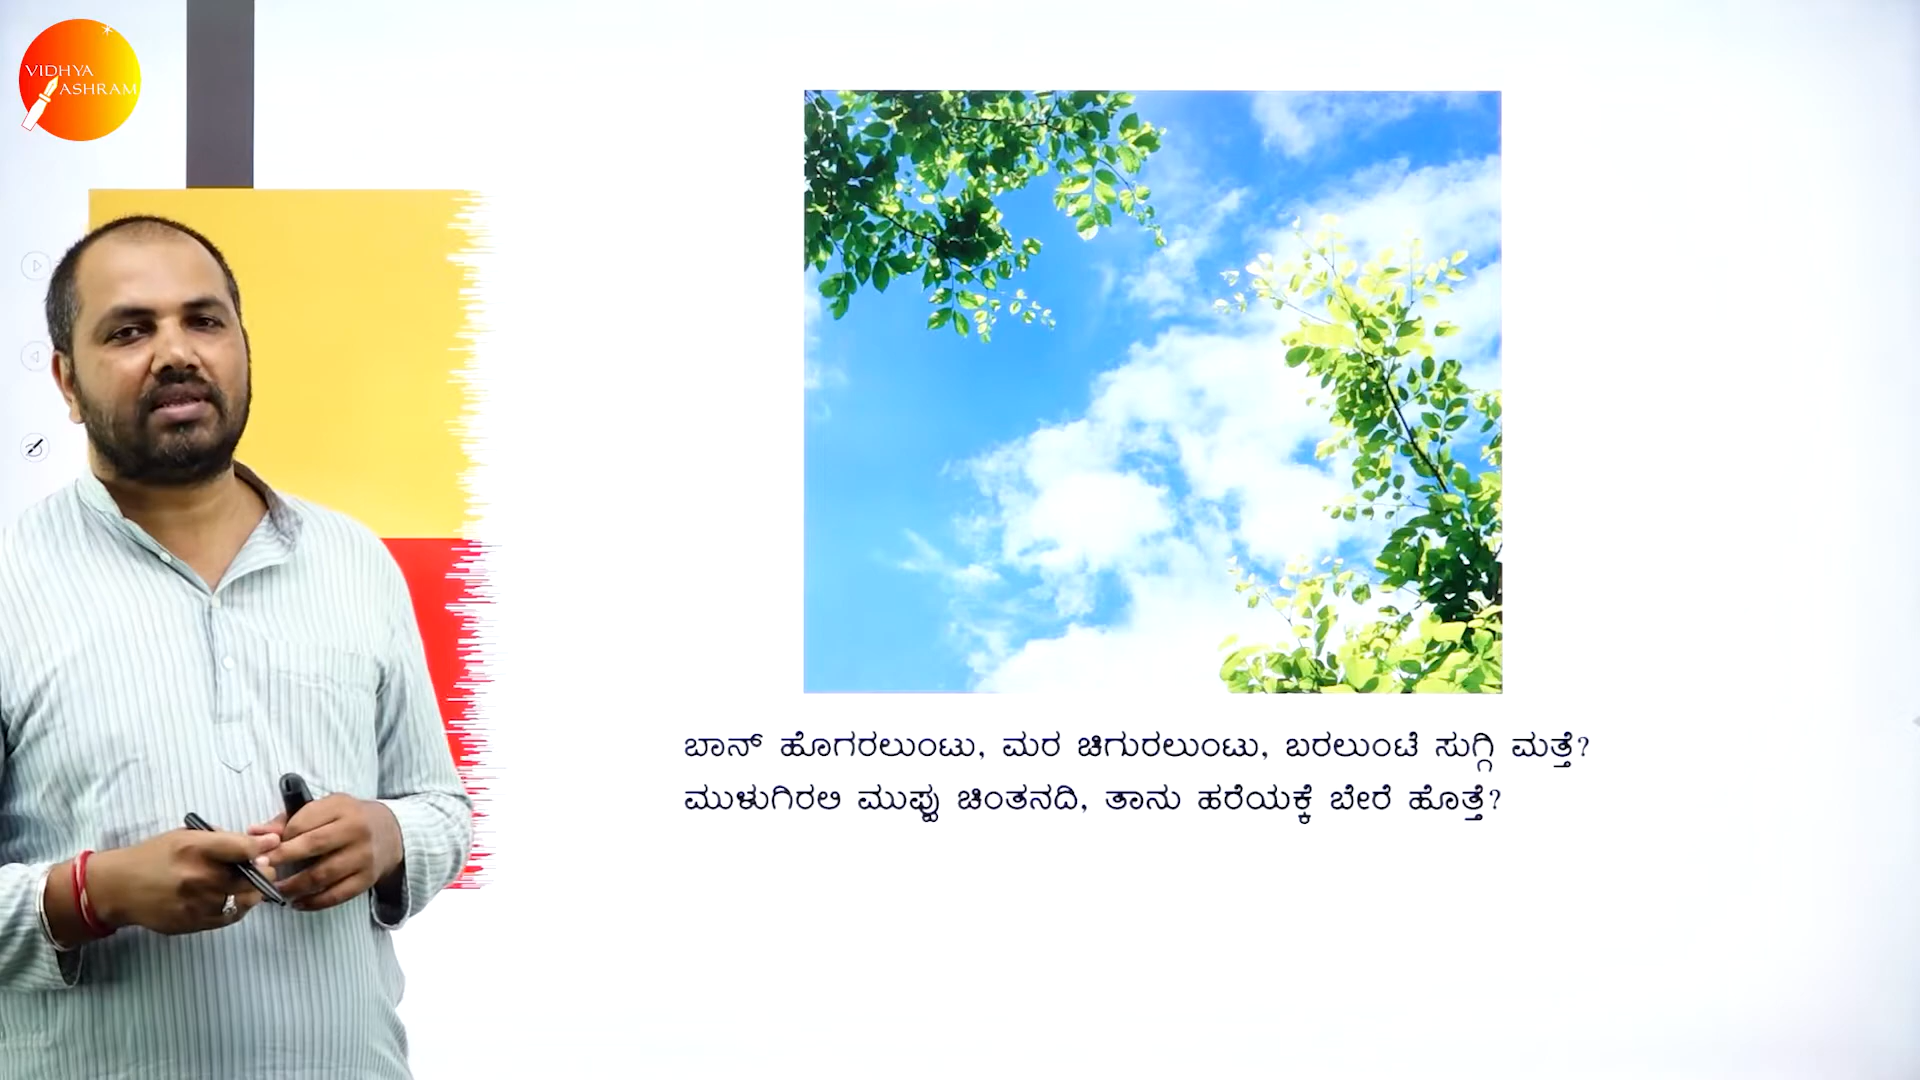 VIDHYA
ASHRAM
ಬಾನ್ ಹೊಗರಲುಂಟು, ಮರ ಚಿಗುರಲುಂಟು, ಬರಲುಂಟೆ ಸುಗ್ಗಿ ಮತ್ತೆ?
ಮುಳುಗಿರಲಿ ಮುಪ್ಪು ಚಿಂತನದಿ, ತಾನು ಹರೆಯಕ್ಕೆ ಬೇರೆ ಹೊತ್ತೆ?